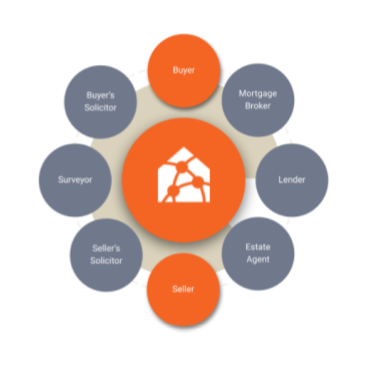 Buyer
Mortgage
Broker
Lender
Estate
Agent
Seller
Seller's
Solicitor
Surveyor
Buyer's
Solicitor